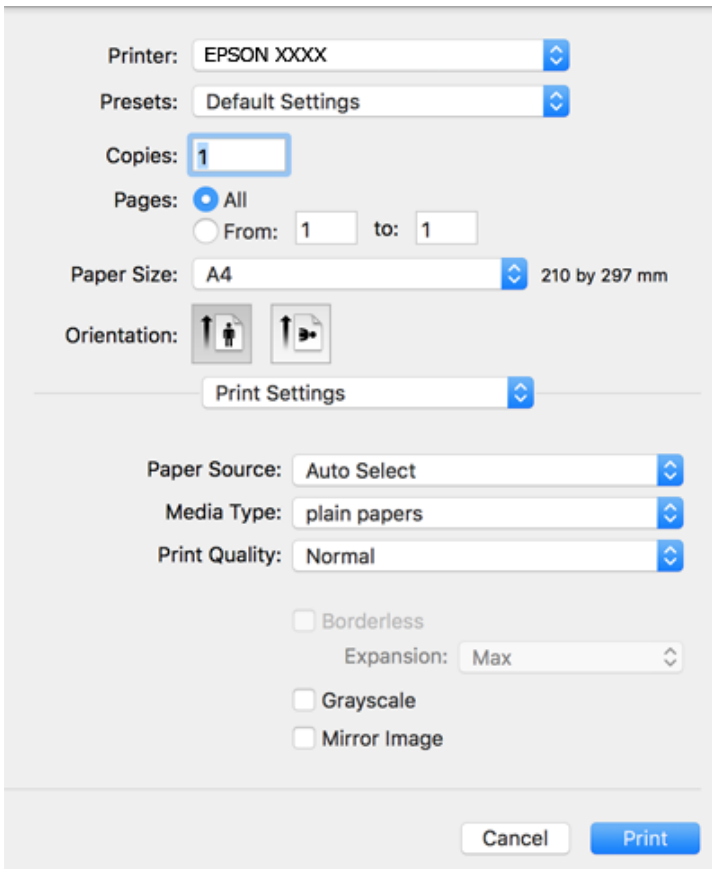 Printer: EPSON XXXX
Presets: Default Settings
Copies: 1
Pages: All
From: 1 to: 1
Paper Size: A4 210 by 297 mm
Orientation:
Print Settings
Paper Source: Auto Select
Media Type: plain papers
Print Quality: Normal
Borderless
Expansion: Max
Grayscale
Mirror Image
Cancel Print